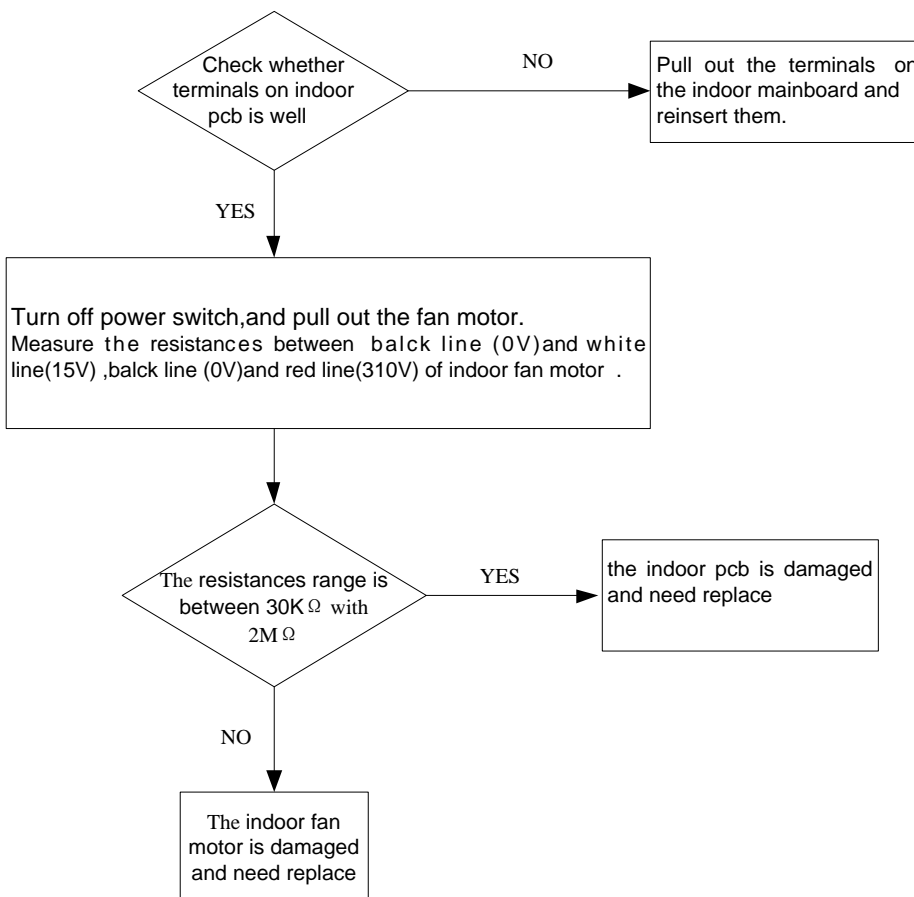 Check whether
terminals on indoor
pcb is well
NO
Pull out the terminals on
the indoor mainboard and
reinsert them.
YES
Turn off power switch,and pull out the fan motor.
Measure the resistances between balck line (0V)and white
line(15V) ,balck line (0V)and red line(310V) of indoor fan motor .
The resistances range is
between 30KΩ with
2MΩ
YES
the indoor pcb is damaged
and need replace
NO
The indoor fan
motor is damaged
and need replace